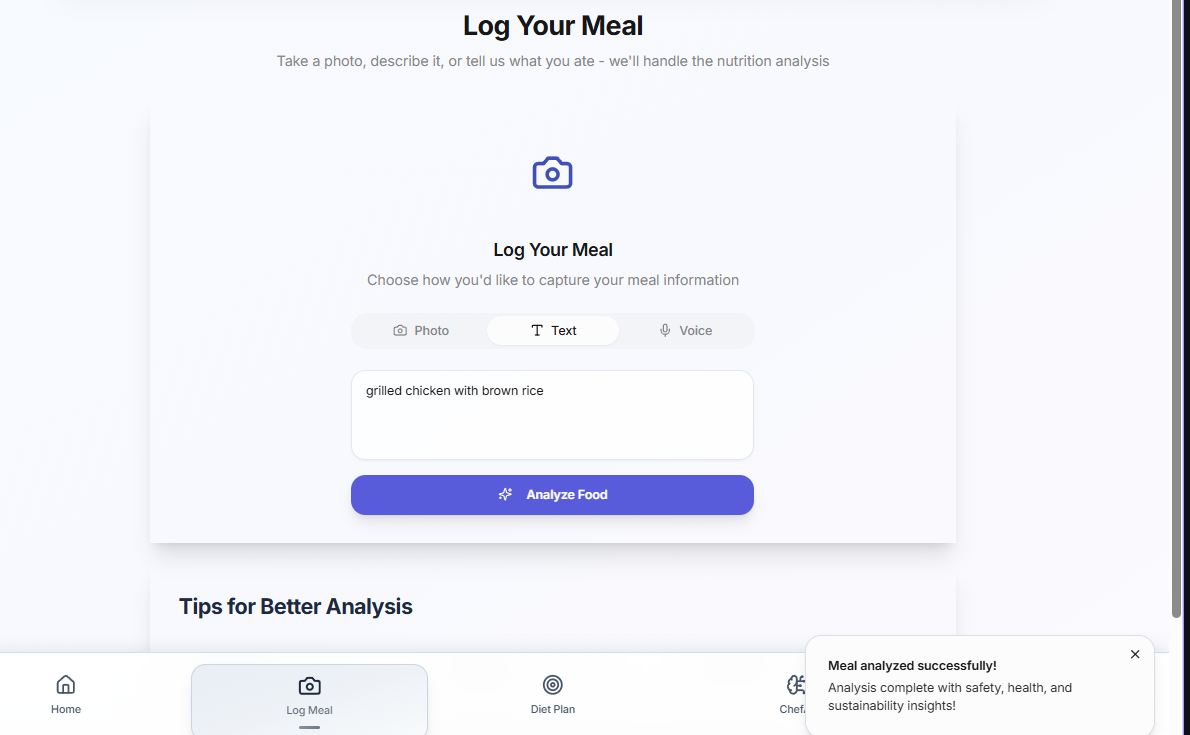 Log Your Meal
Take a photo, describe it, or tell us what you ate - we'll handle the nutrition analysis
Log Your Meal
Choose how you'd like to capture your meal information
Photo
Text
Voice
grilled chicken with brown rice
Analyze Food
Tips for Better Analysis
Home
Log Meal
Diet Plan
Meal analyzed successfully!
Analysis complete with safety, health, and
sustainability insights!